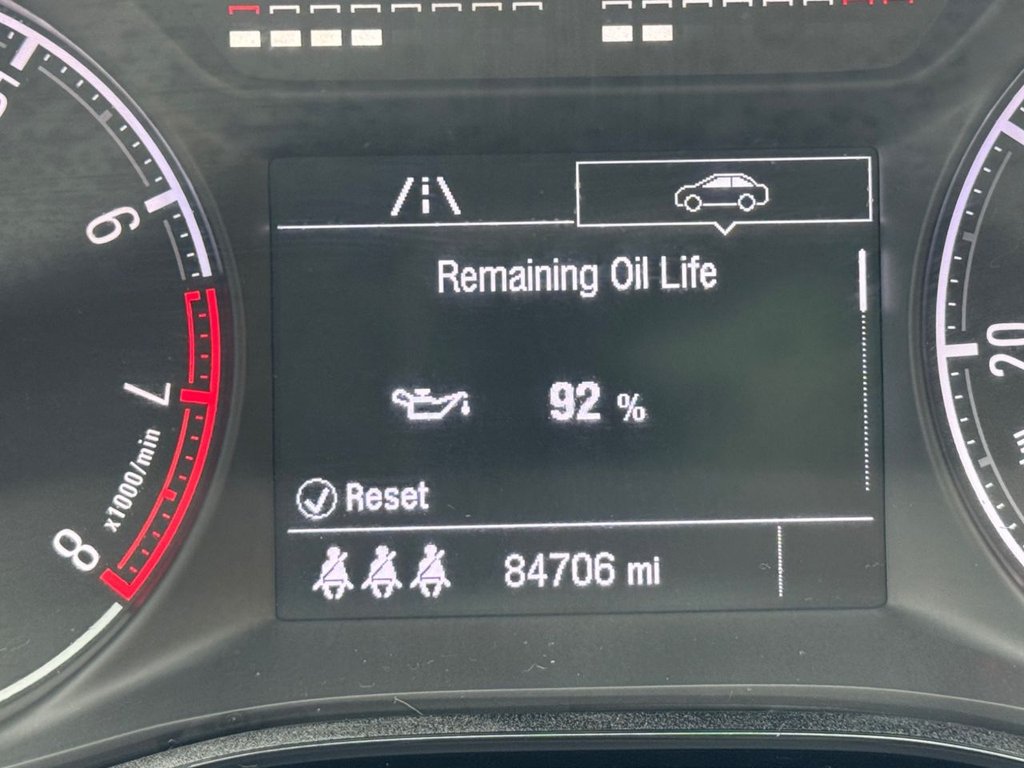 6
7
x1000/min
8
Remaining Oil Life
92 %
Reset
84706 mi
20